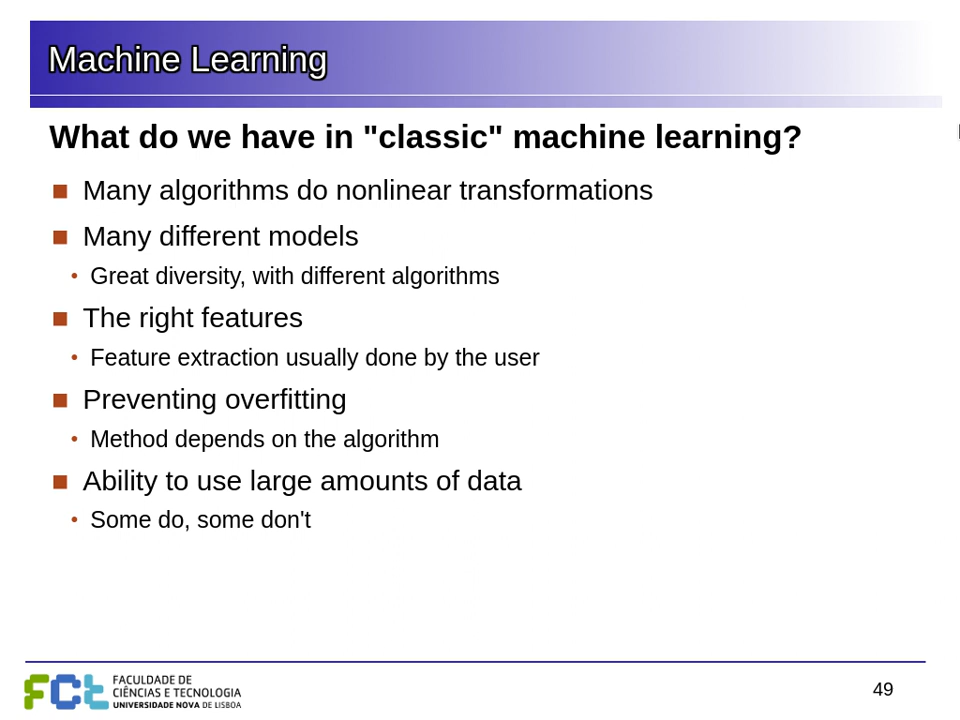 Machine Learning
What do we have in "classic" machine learning?
Many algorithms do nonlinear transformations
Many different models
Great diversity, with different algorithms
The right features
Feature extraction usually done by the user
Preventing overfitting
Method depends on the algorithm
Ability to use large amounts of data
Some do, some don't
FCt
FACULDADE DE
CIÊNCIAS E TECNOLOGIA
UNIVERSIDADE NOVA DE LISBOA
49